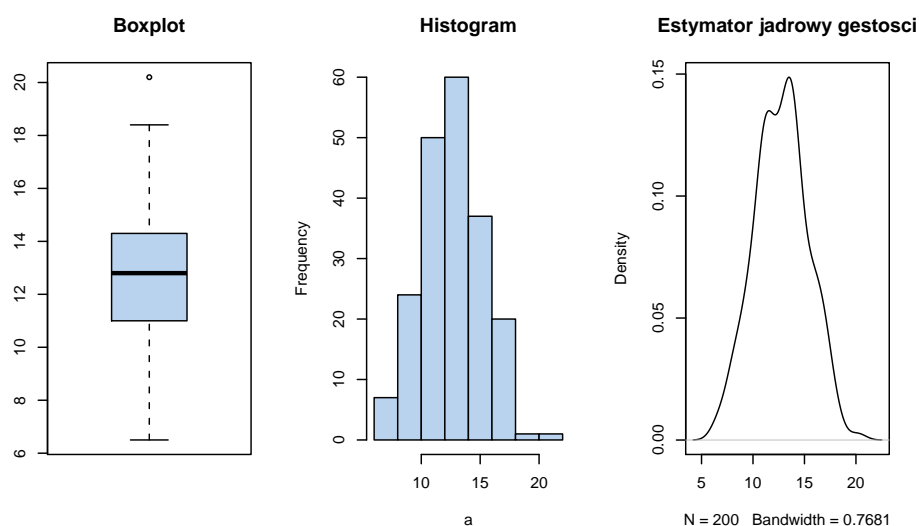 Boxplot
6 8 10 12 14 16 18 20
Histogram
Frequency
0 10 20 30 40 50 60
10 15 20
a
Estymator jadrowy gestosci
Density
0.00 0.05 0.10 0.15
5 10 15 20
N = 200 Bandwidth = 0.7681